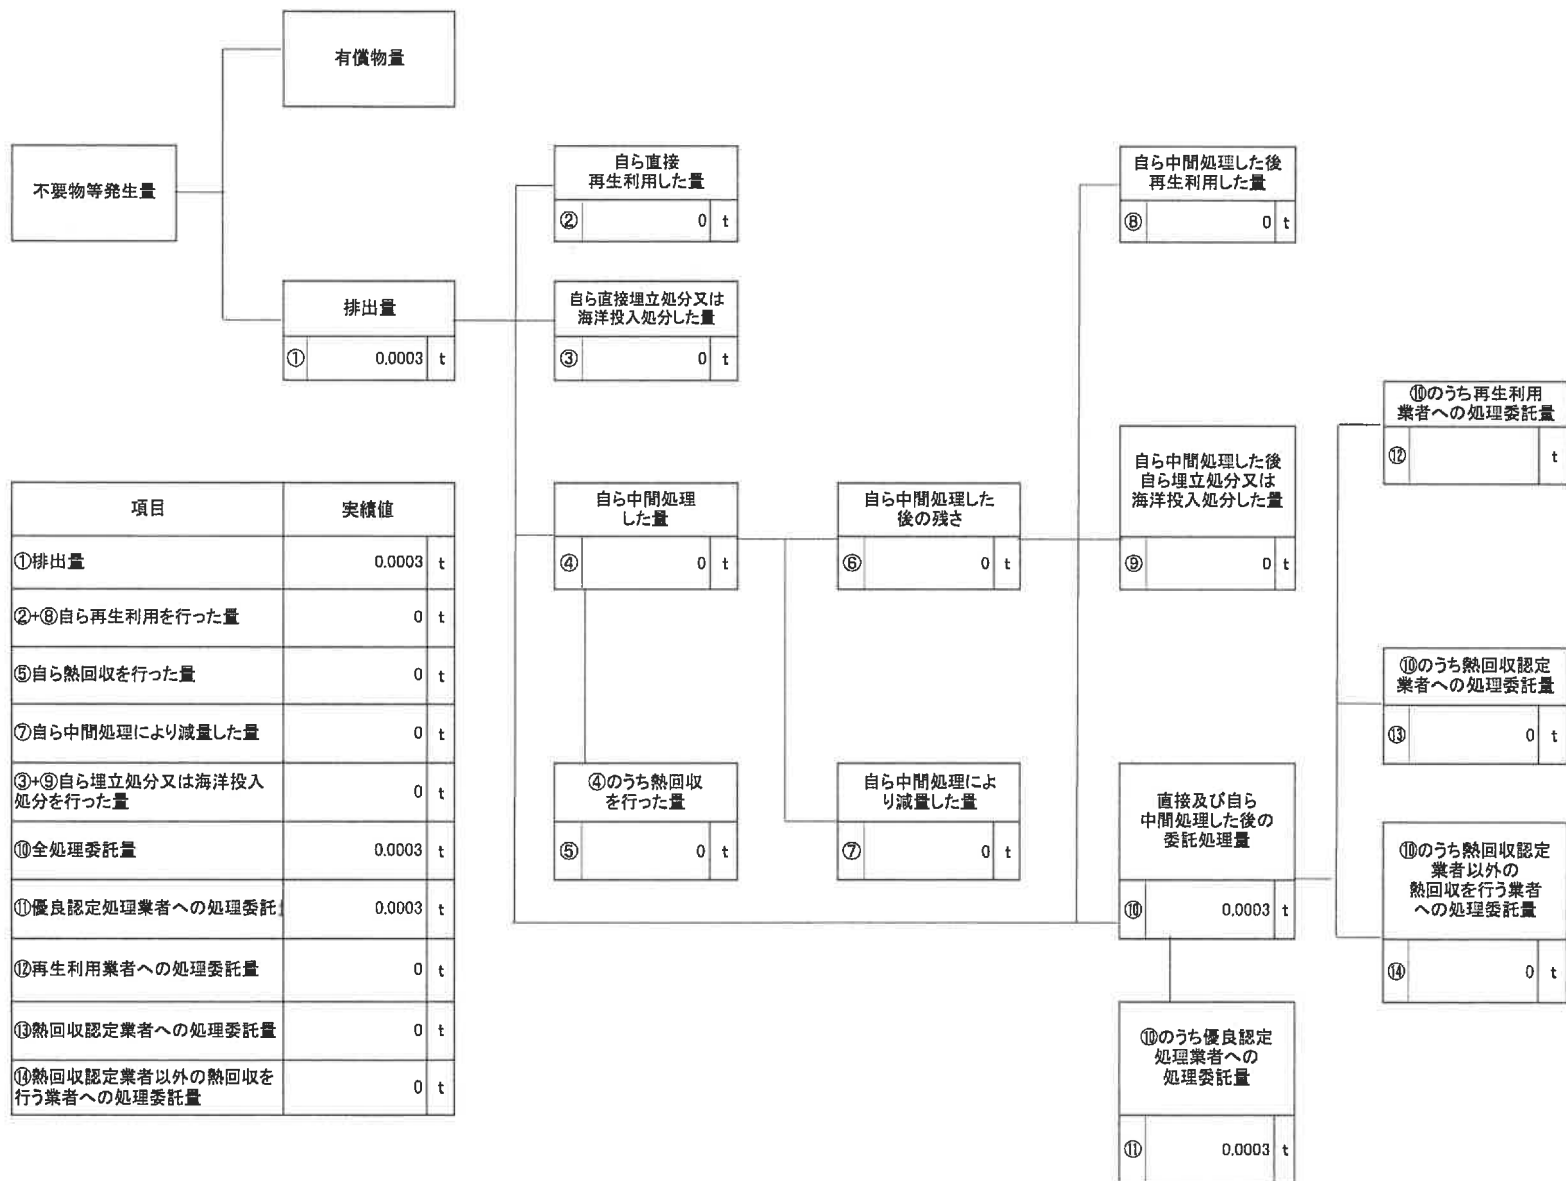 有償物量
不要物等発生量
排出量
① 0.0003 t
自ら直接
再生利用した量
② 0 t
自ら直接埋立処分又は
海洋投入処分した量
③ 0 t
自ら中間処理
した量
④ 0 t
④のうち熱回収
を行った量
⑤ 0 t
自ら中間処理した
後の残さ
⑥ 0 t
自ら中間処理によ
り減量した量
⑦ 0 t
自ら中間処理した後
再生利用した量
⑧ 0 t
自ら中間処理した後
自ら埋立処分又は
海洋投入処分した量
⑨ 0 t
直接及び自ら
中間処理した後の
委託処理量
⑩ 0.0003 t
⑩のうち優良認定
処理業者への
処理委託量
⑪ 0.0003 t
⑩のうち再生利用
業者への処理委託量
⑫ t
⑩のうち熱回収認定
業者への処理委託量
⑬ 0 t
⑩のうち熱回収認定
業者以外の
熱回収を行う業者
への処理委託量
⑭ 0 t
項目 実績値
①排出量 0.0003 t
②+⑧自ら再生利用を行った量 0 t
⑤自ら熱回収を行った量 0 t
⑦自ら中間処理により減量した量 0 t
③+⑨自ら埋立処分又は海洋投入
処分を行った量 0 t
⑩全処理委託量 0.0003 t
⑪優良認定処理業者への処理委託 0.0003 t
⑫再生利用業者への処理委託量 0 t
⑬熱回収認定業者への処理委託量 0 t
⑭熱回収認定業者以外の熱回収を
行う業者への処理委託量 0 t